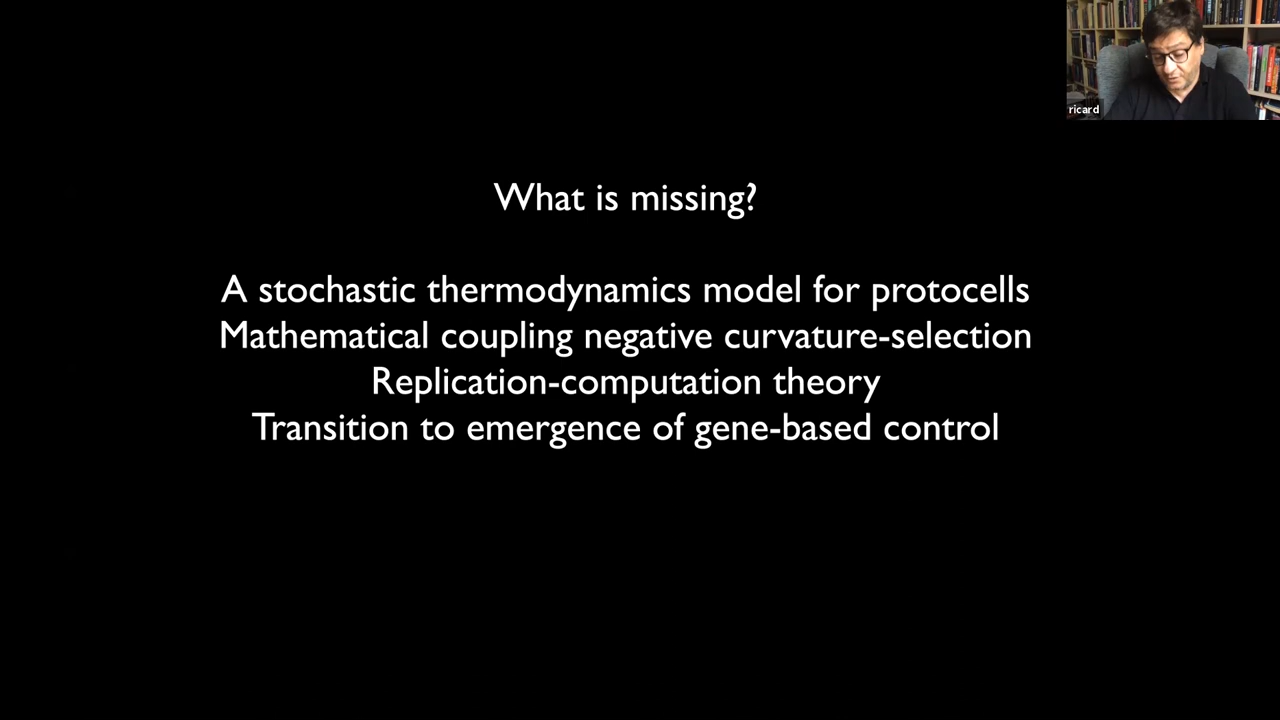 ricard
What is missing?
A stochastic thermodynamics model for protocells
Mathematical coupling negative curvature-selection
Replication-computation theory
Transition to emergence of gene-based control